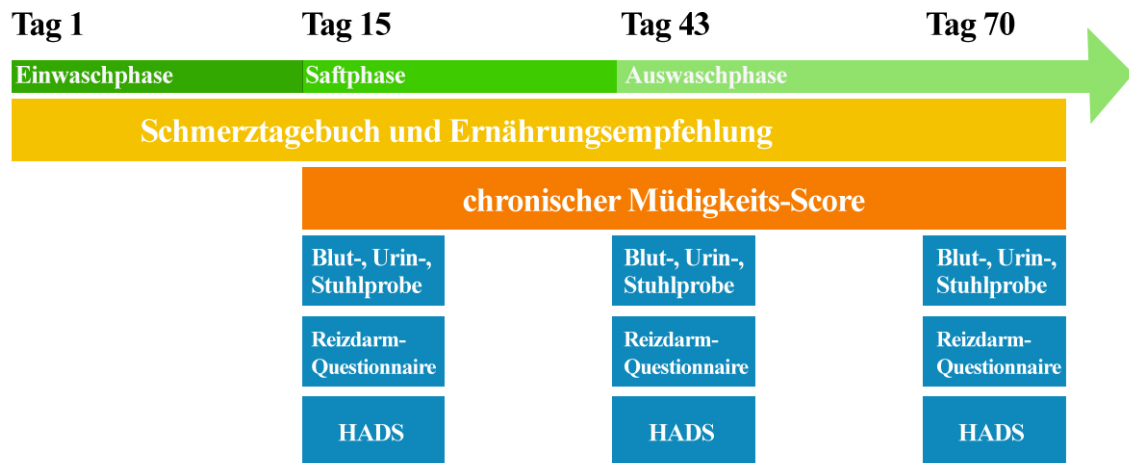 Tag 1 Tag 15 Tag 43 Tag 70
Einwaschphase Saftphase Auswaschphase
Schmerztagebuch und Ernährungsempfehlung
chronischer Müdigkeits-Score
Blut-, Urin-, Blut-, Urin-, Blut-, Urin-,
Stuhlprobe Stuhlprobe Stuhlprobe
Reizdarm- Reizdarm- Reizdarm-
Questionnaire Questionnaire Questionnaire
HADS HADS HADS